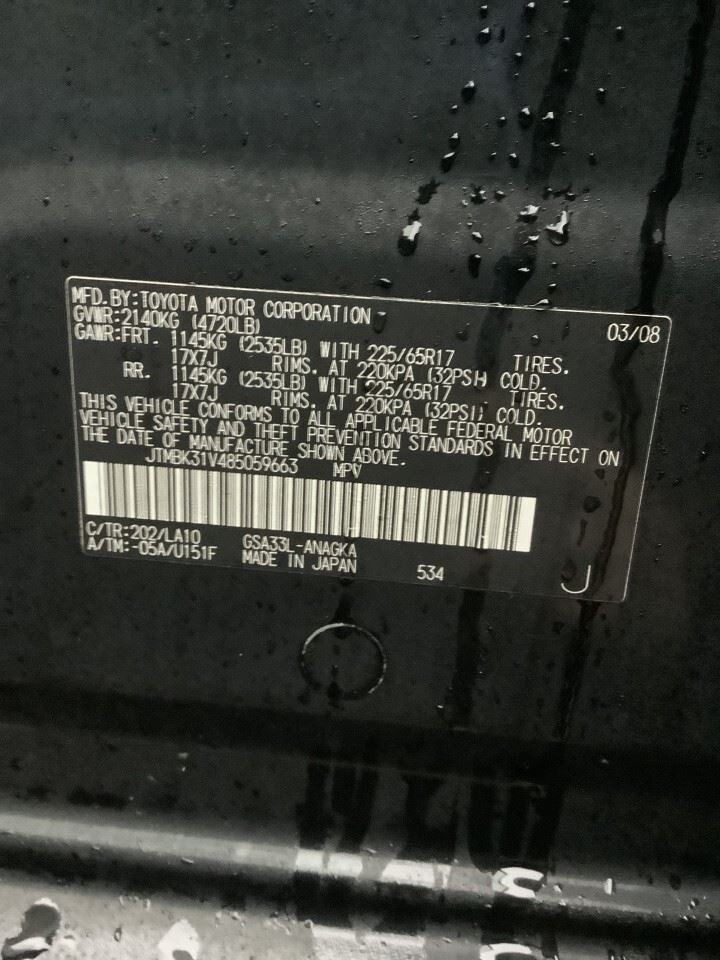 MFD. BY: TOYOTA MOTOR CORPORATION 03/08
GVWR: 2140KG (4720LB)
GAWR: FRT. 1145KG (2535LB) WITH 225/65R17 TIRES.
17X7J RIMS. AT 220KPA (32PSI) COLD.
RR. 1145KG (2535LB) WITH 225/65R17 TIRES.
17X7J RIMS. AT 220KPA (32PSI) COLD.
THIS VEHICLE CONFORMS TO ALL APPLICABLE FEDERAL MOTOR
VEHICLE SAFETY AND THEFT PREVENTION STANDARDS IN EFFECT ON
THE DATE OF MANUFACTURE SHOWN ABOVE.
JTMBK31V485059663 MPV
C/TR: 202/LA10 GSA33L-ANAGKA
A/TM: -05A/U151F MADE IN JAPAN 534 J